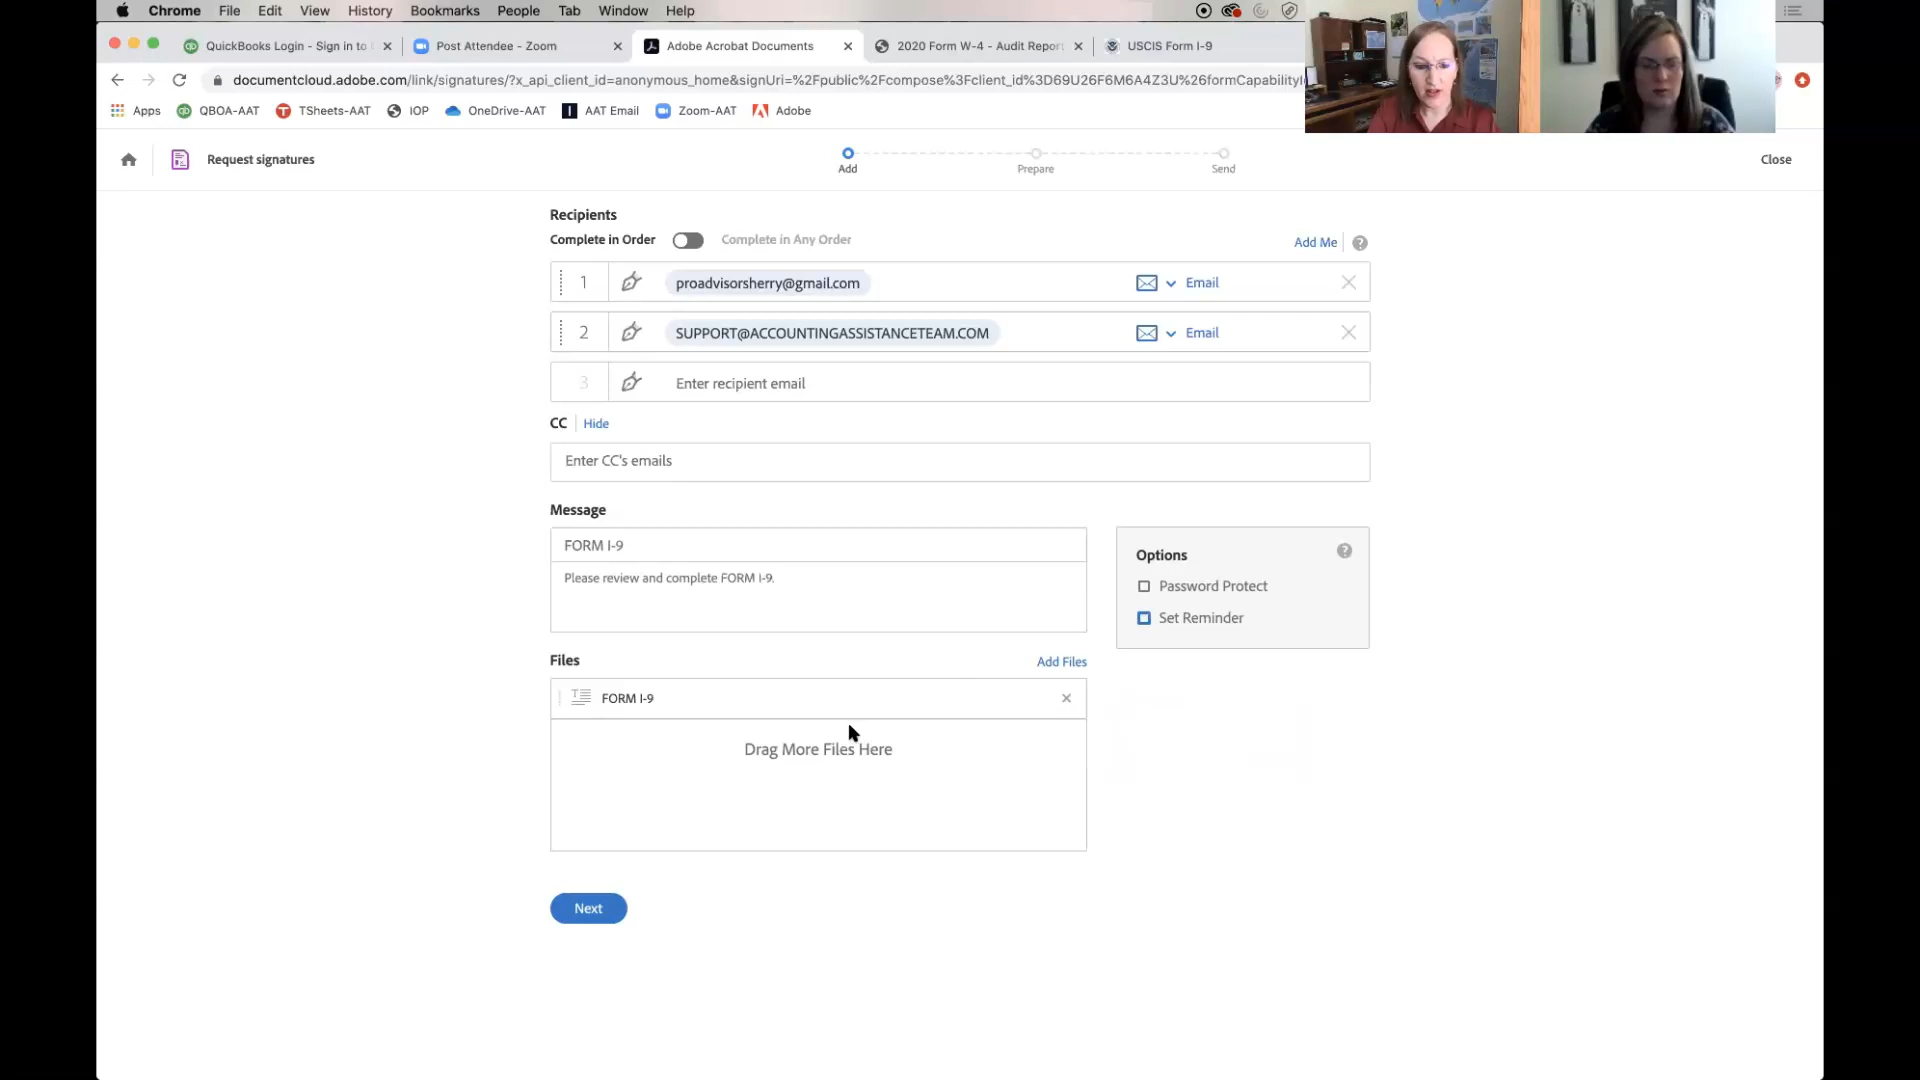 Chrome File Edit View History Bookmarks People Tab Window Help
QuickBooks Login - Sign in to
Post Attendee - Zoom
Adobe Acrobat Documents
2020 Form W-4 - Audit Report
USCIS Form I-9
documentcloud.adobe.com/link/signatures/?x_api_client_id=anonymous_home&signUri=%2Fpublic%2Fcompose%3Fclient_id%3D69U26F6M6A4Z3U%26formCapabilityI
Apps QBOA-AAT TSheets-AAT IOP OneDrive-AAT AAT Email Zoom-AAT Adobe
Request signatures
Add Prepare Send
Close
Recipients
Complete in Order Complete in Any Order
Add Me ?
1 proadvisorsherry@gmail.com Email
2 SUPPORT@ACCOUNTINGASSISTANCETEAM.COM Email
3 Enter recipient email
CC Hide
Enter CC's emails
Message
FORM I-9
Please review and complete FORM I-9.
Options ?
Password Protect
Set Reminder
Files
Add Files
FORM I-9
Drag More Files Here
Next